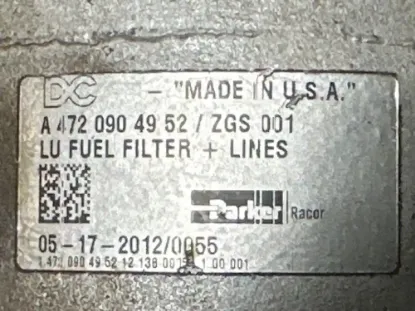 DC - "MADE IN U.S.A."
A 472 090 49 52 / ZGS 001
LU FUEL FILTER + LINES
Parker Racor
05-17-2012/0055